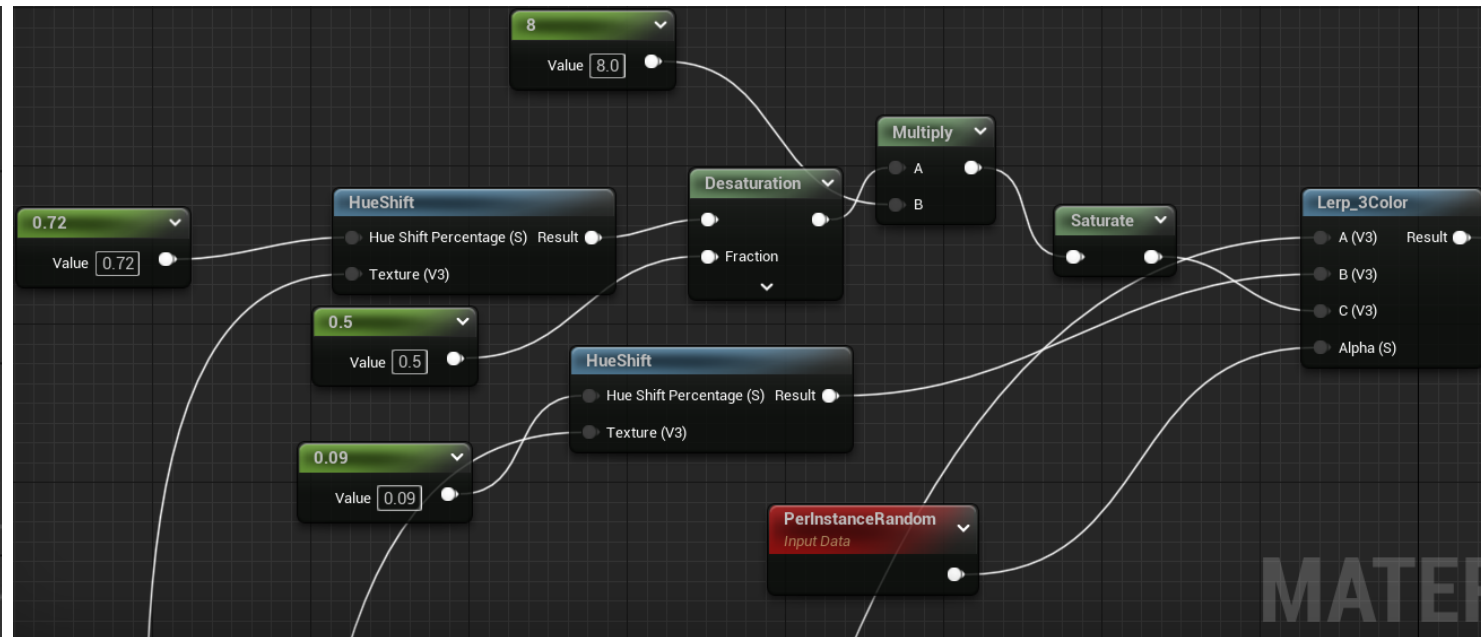 8
Value 8.0
Multiply
A
B
Desaturation
Fraction
HueShift
Hue Shift Percentage (S) Result
Texture (V3)
0.72
Value 0.72
Saturate
Lerp_3Color
A (V3) Result
B (V3)
C (V3)
Alpha (S)
0.5
Value 0.5
HueShift
Hue Shift Percentage (S) Result
Texture (V3)
0.09
Value 0.09
PerInstanceRandom
Input Data
MATER